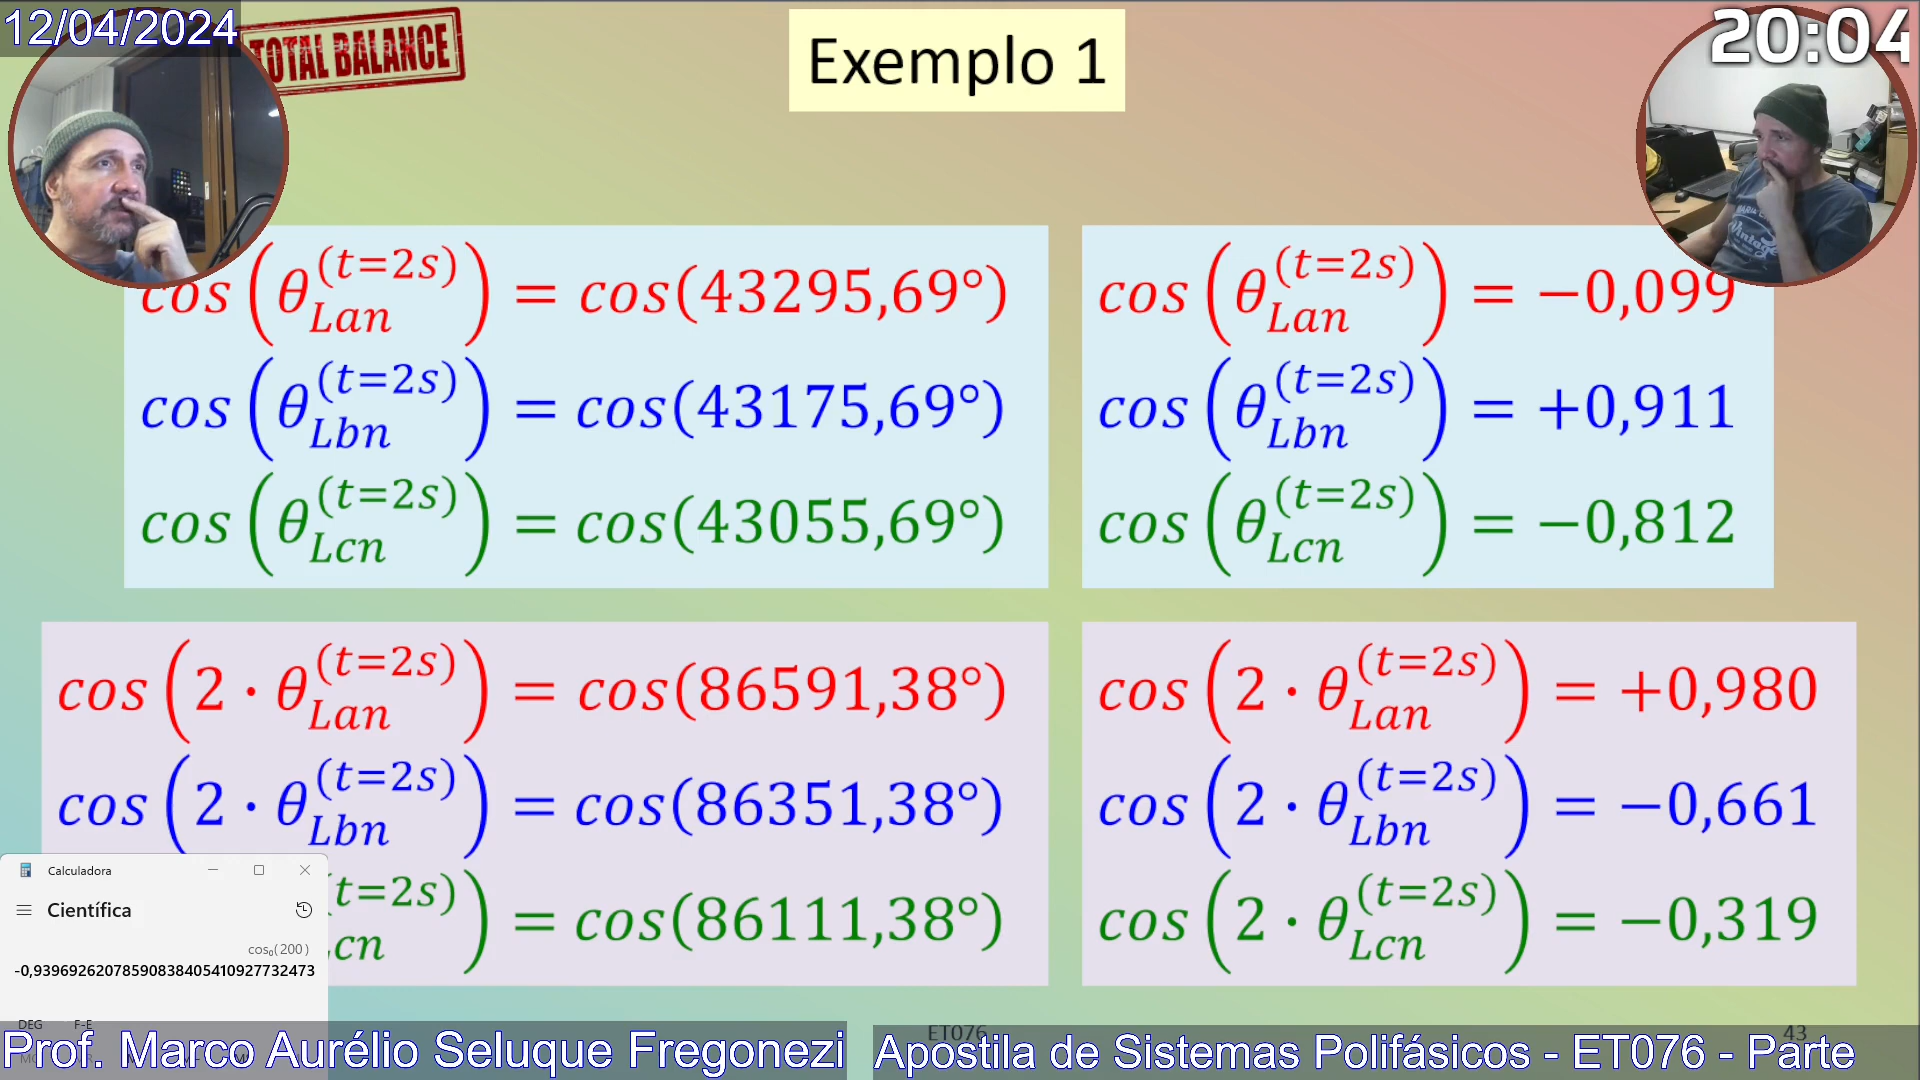 12/04/2024
TOTAL BALANCE
Exemplo 1
20:04
cos(θ_Lan^(t=2s)) = cos(43295,69°)
cos(θ_Lbn^(t=2s)) = cos(43175,69°)
cos(θ_Lcn^(t=2s)) = cos(43055,69°)
cos(θ_Lan^(t=2s)) = −0,099
cos(θ_Lbn^(t=2s)) = +0,911
cos(θ_Lcn^(t=2s)) = −0,812
cos(2 · θ_Lan^(t=2s)) = cos(86591,38°)
cos(2 · θ_Lbn^(t=2s)) = cos(86351,38°)
(t=2s) Lcn) = cos(86111,38°)
cos(2 · θ_Lan^(t=2s)) = +0,980
cos(2 · θ_Lbn^(t=2s)) = −0,661
cos(2 · θ_Lcn^(t=2s)) = −0,319
Calculadora
Científica
cos₀(200)
-0,93969262078590838405410927732473
DEG F-E
ET076
43
Prof. Marco Aurélio Seluque Fregonezi
Apostila de Sistemas Polifásicos - ET076 - Parte